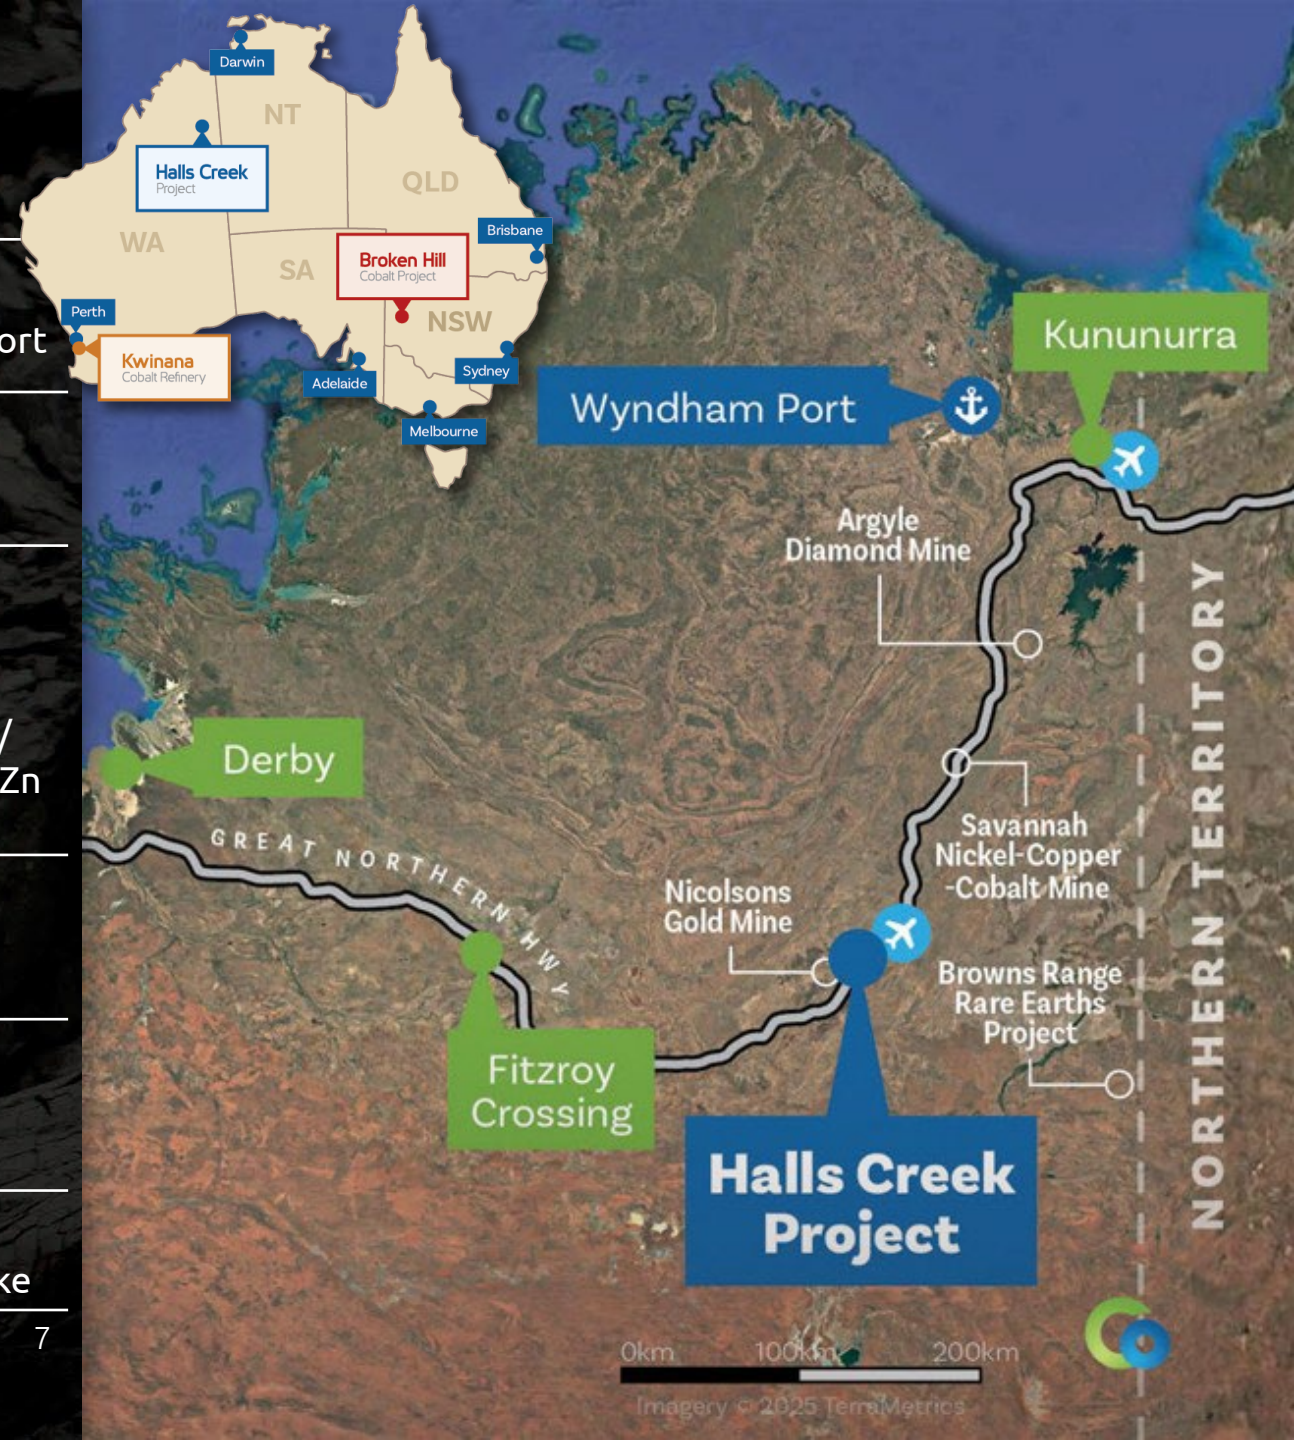 Darwin
NT
Halls Creek
Project
QLD
WA
Brisbane
SA
Broken Hill
Cobalt Project
Perth
NSW
ort
Kwinana
Cobalt Refinery
Adelaide
Sydney
Melbourne
Kununurra
Wyndham Port
Argyle
Diamond Mine
NORTHERN TERRITORY
/
Zn
Derby
GREAT NORTHERN HWY
Savannah
Nickel-Copper
-Cobalt Mine
Nicolsons
Gold Mine
Browns Range
Rare Earths
Project
Fitzroy
Crossing
Halls Creek
Project
ke
7
0km 100km 200km
Imagery © 2025 TerraMetrics